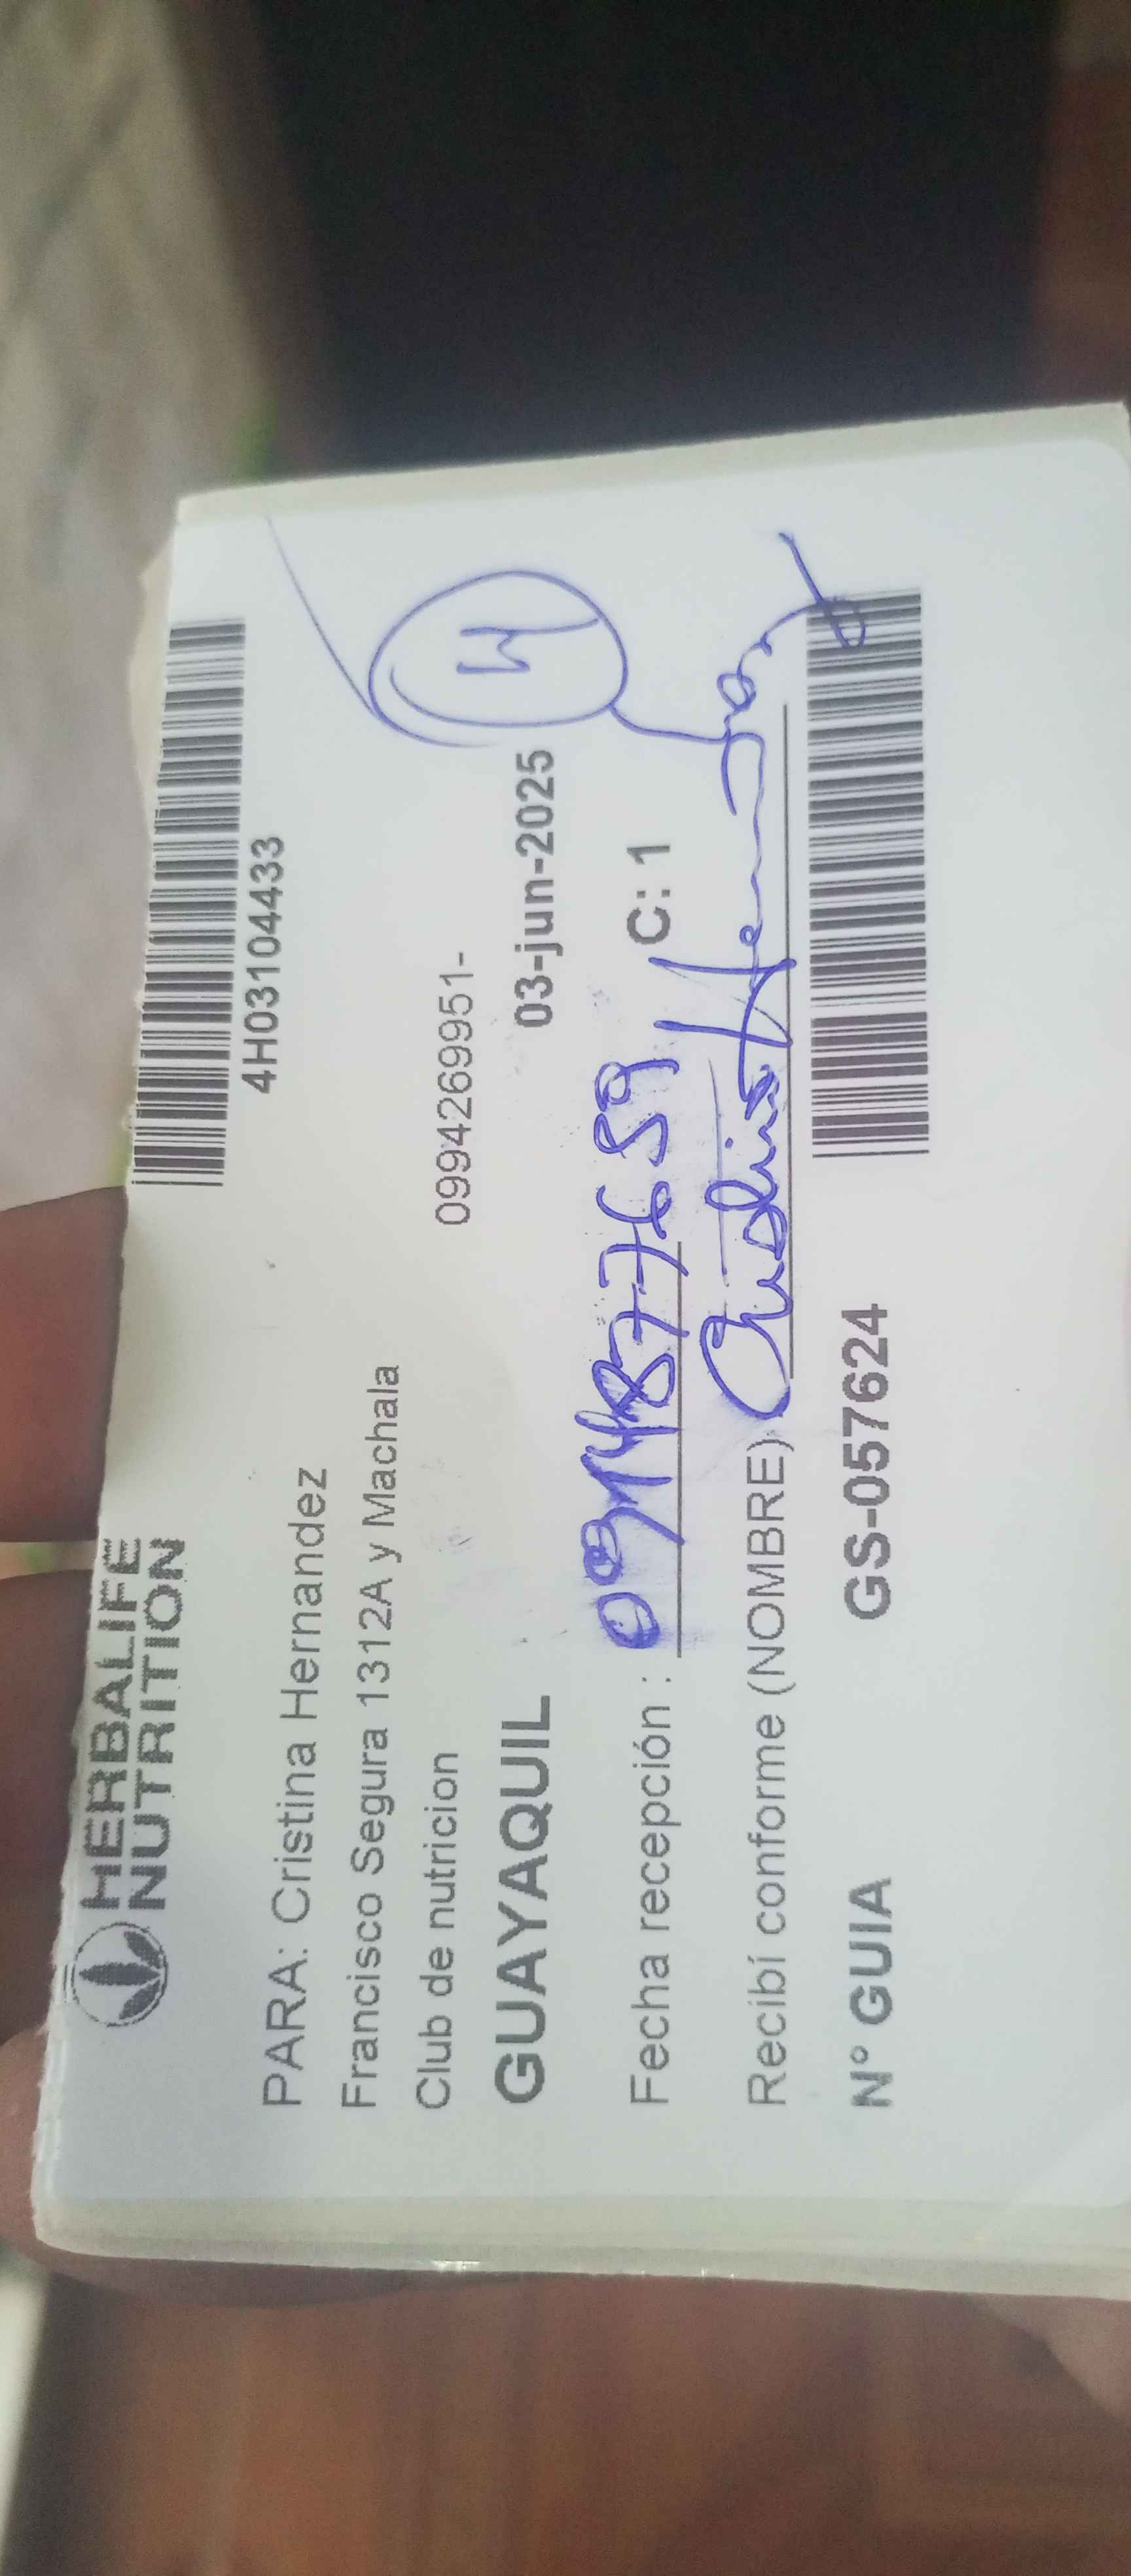 HERBALIFE
NUTRITION
4H03104433
PARA: Cristina Hernandez
Francisco Segura 1312A y Machala
Club de nutricion
0994269951-
GUAYAQUIL
03-jun-2025
M
Fecha recepción :
C: 1
Recibí conforme (NOMBRE) Cristina
N° GUIA
GS-057624